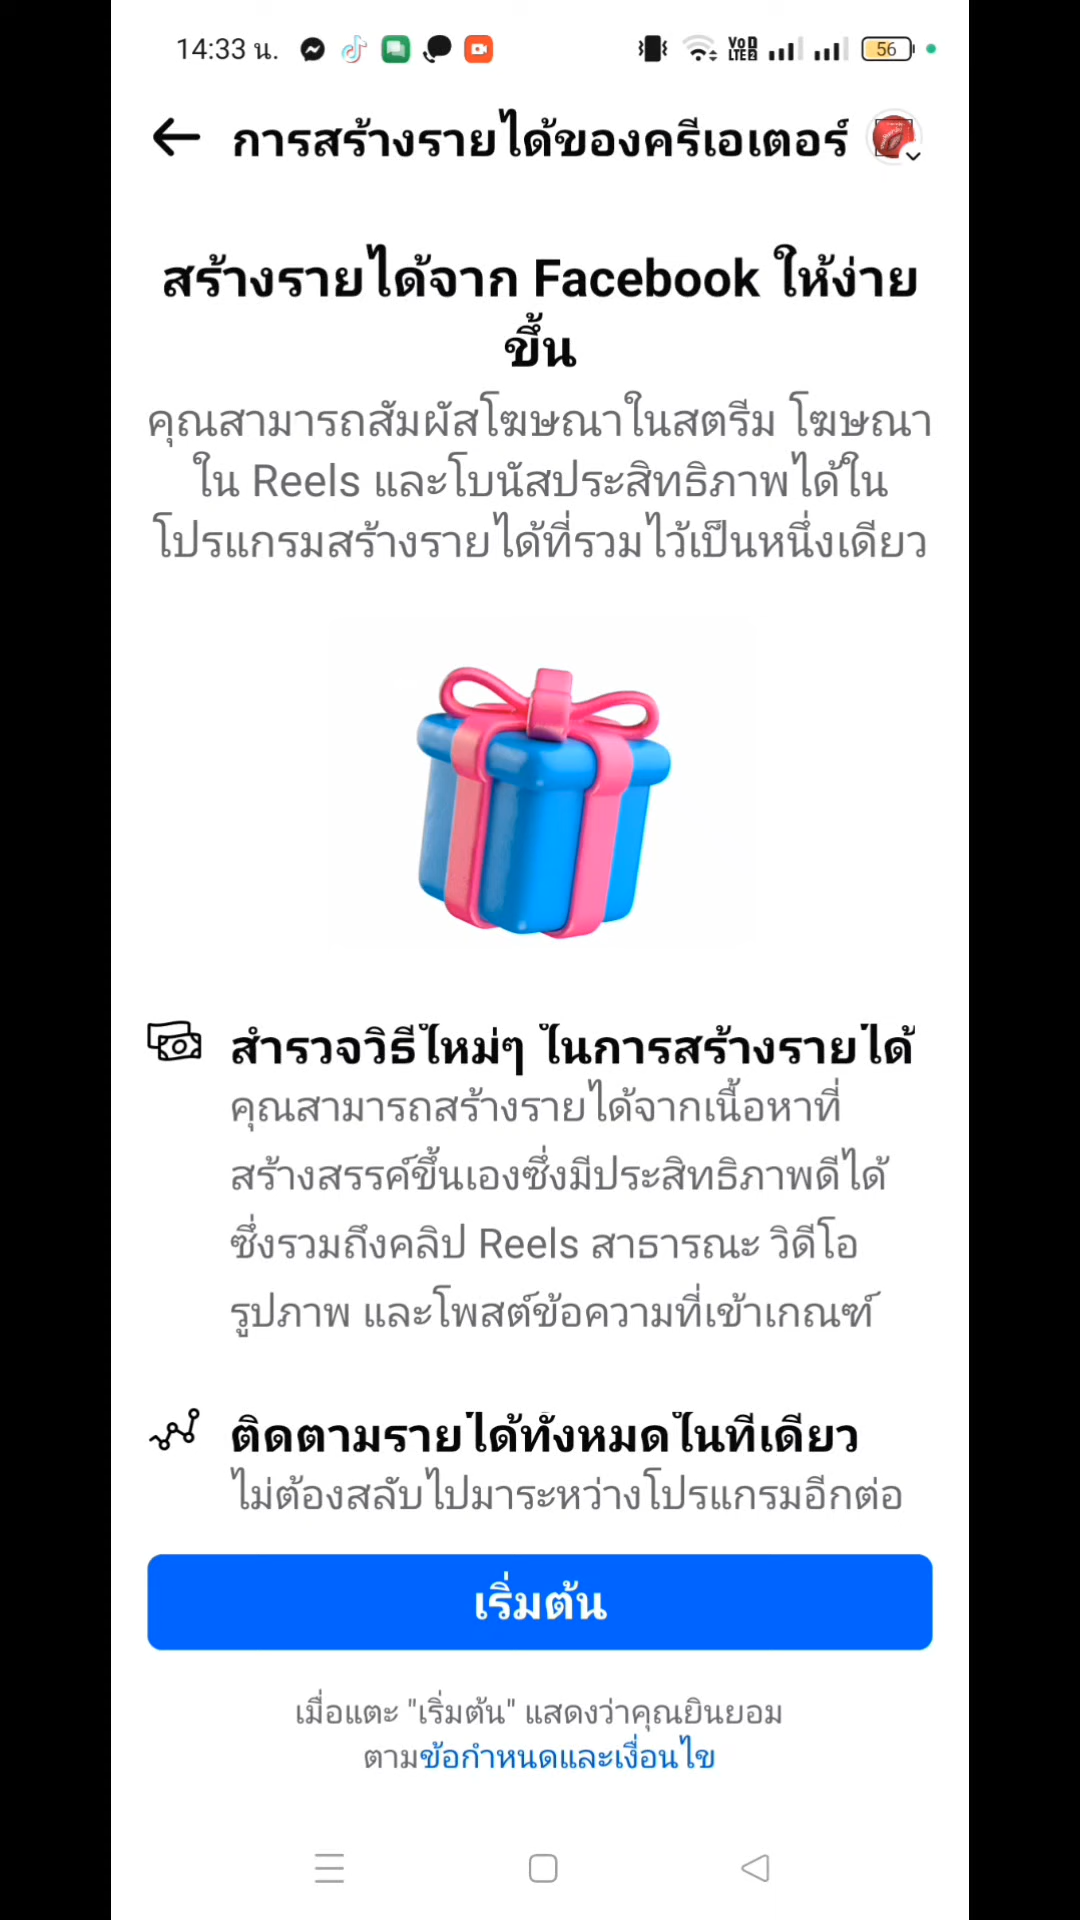 14:33 น.
VoD LTE2
56
การสร้างรายได้ของครีเอเตอร์
สร้างรายได้จาก Facebook ให้ง่าย
ขึ้น
คุณสามารถสัมผัสโฆษณาในสตรีม โฆษณา
ใน Reels และโบนัสประสิทธิภาพได้ใน
โปรแกรมสร้างรายได้ที่รวมไว้เป็นหนึ่งเดียว
สำรวจวิธีใหม่ๆ ในการสร้างรายได้
คุณสามารถสร้างรายได้จากเนื้อหาที่
สร้างสรรค์ขึ้นเองซึ่งมีประสิทธิภาพดีได้
ซึ่งรวมถึงคลิป Reels สาธารณะ วิดีโอ
รูปภาพ และโพสต์ข้อความที่เข้าเกณฑ์
ติดตามรายได้ทั้งหมดในที่เดียว
ไม่ต้องสลับไปมาระหว่างโปรแกรมอีกต่อ
เริ่มต้น
เมื่อแตะ "เริ่มต้น" แสดงว่าคุณยินยอม
ตามข้อกำหนดและเงื่อนไข